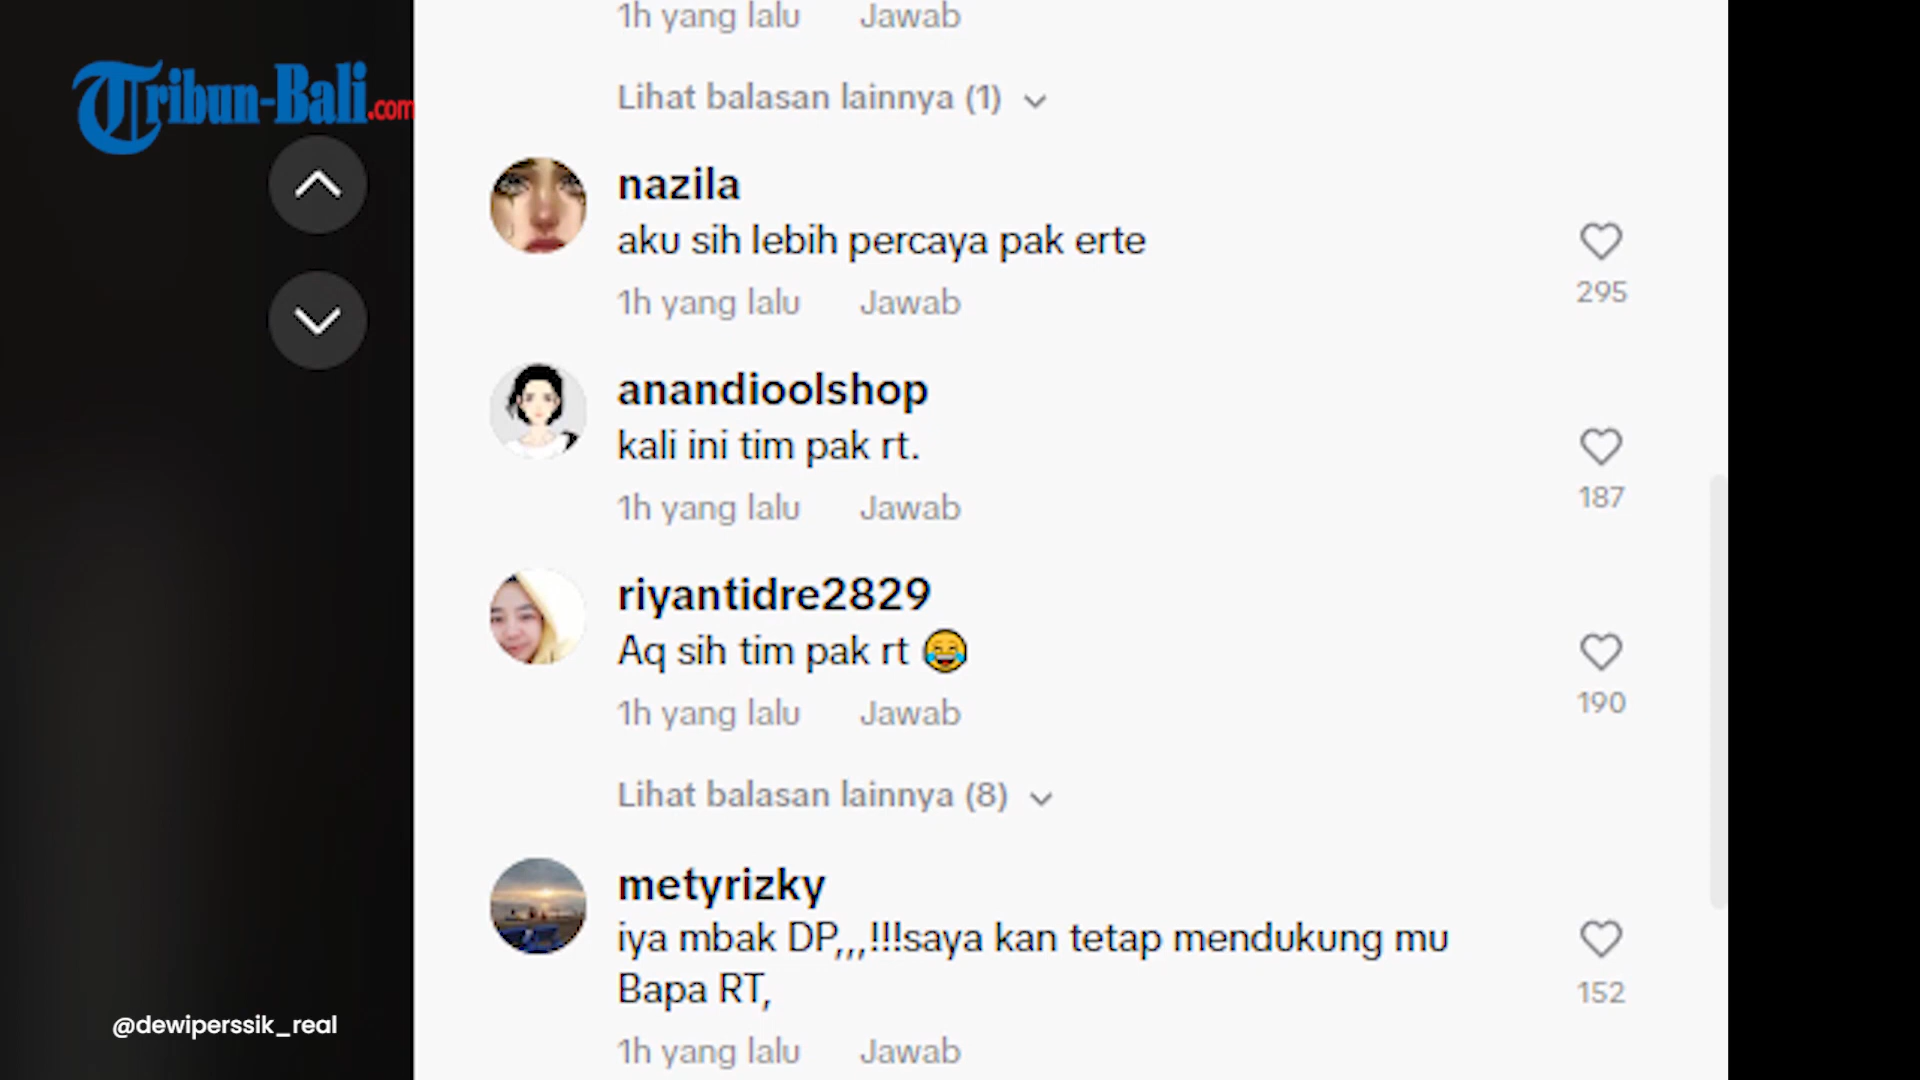 Tribun-Bali.com
1h yang lalu Jawab
Lihat balasan lainnya (1)
nazila
aku sih lebih percaya pak erte
1h yang lalu Jawab
295
anandioolshop
kali ini tim pak rt.
1h yang lalu Jawab
187
riyantidre2829
Aq sih tim pak rt 😂
1h yang lalu Jawab
190
Lihat balasan lainnya (8)
metyrizky
iya mbak DP,,,!!!saya kan tetap mendukung mu
Bapa RT,
152
1h yang lalu Jawab
@dewiperssik_real